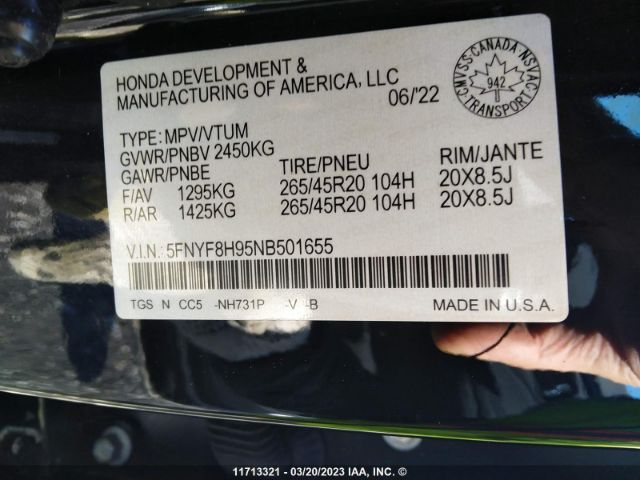 HONDA DEVELOPMENT &
MANUFACTURING OF AMERICA, LLC
06/'22
CMVSS-CANADA-NSVAC
942
TRANSPORT
TYPE: MPV/VTUM
GVWR/PNBV 2450KG
GAWR/PNBE TIRE/PNEU RIM/JANTE
F/AV 1295KG 265/45R20 104H 20X8.5J
R/AR 1425KG 265/45R20 104H 20X8.5J
V.I.N.: 5FNYF8H95NB501655
TGS N CC5 -NH731P -V -B MADE IN U.S.A.
11713321 - 03/20/2023 IAA, INC. ©